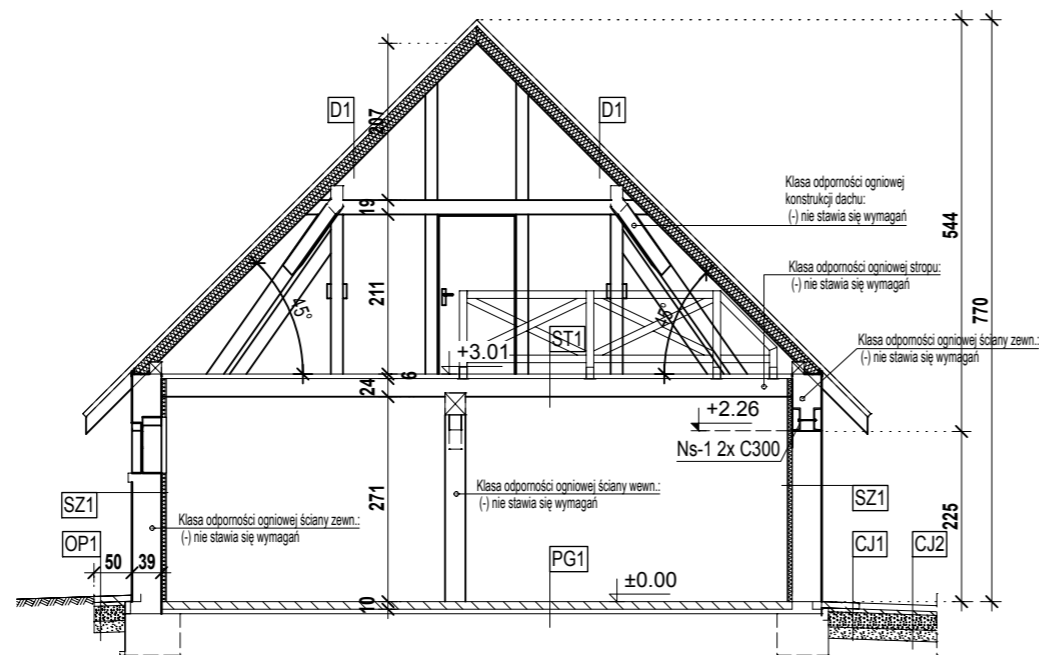 D1
D1
207
Klasa odporności ogniowej
konstrukcji dachu:
(-) nie stawia się wymagań
19
544
Klasa odporności ogniowej stropu:
(-) nie stawia się wymagań
211
770
45°
45°
ST1
Klasa odporności ogniowej ściany zewn.:
(-) nie stawia się wymagań
+3.01
6
24
+2.26
Ns-1 2x C300
Klasa odporności ogniowej ściany wewn.:
(-) nie stawia się wymagań
271
SZ1
SZ1
225
Klasa odporności ogniowej ściany zewn.:
(-) nie stawia się wymagań
OP1
50
39
PG1
CJ1
CJ2
±0.00
10